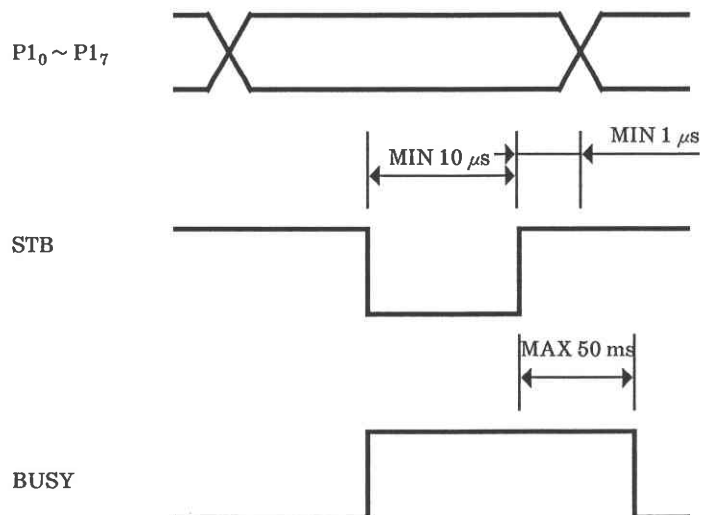 P1₀ ~ P1₇
MIN 10 μs
MIN 1 μs
STB
MAX 50 ms
BUSY